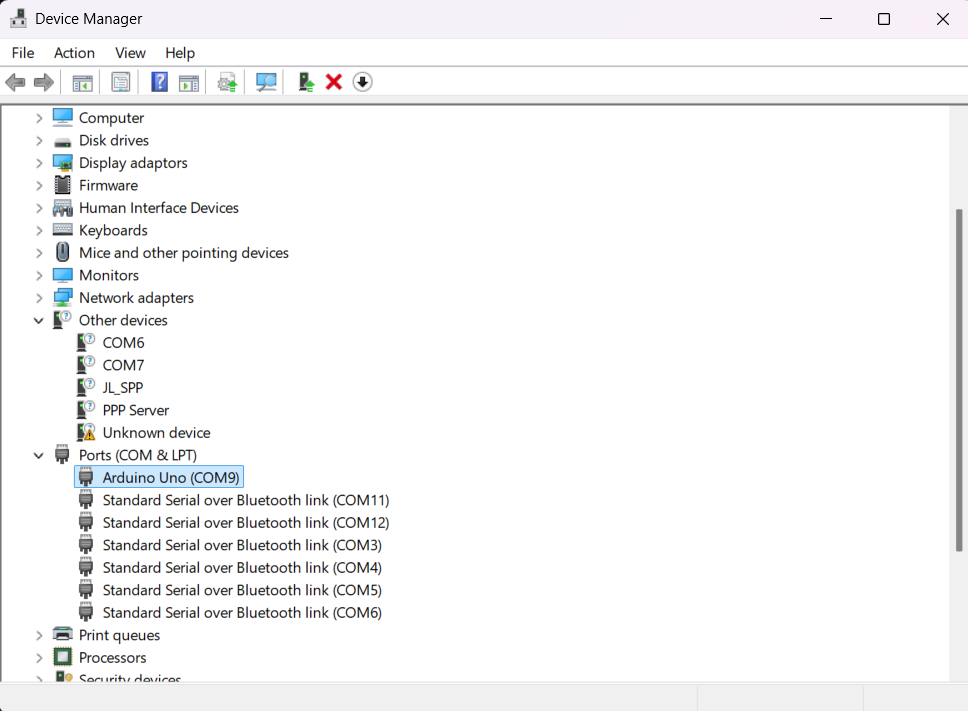 Device Manager
File Action View Help
Computer
Disk drives
Display adaptors
Firmware
Human Interface Devices
Keyboards
Mice and other pointing devices
Monitors
Network adapters
Other devices
COM6
COM7
JL_SPP
PPP Server
Unknown device
Ports (COM & LPT)
Arduino Uno (COM9)
Standard Serial over Bluetooth link (COM11)
Standard Serial over Bluetooth link (COM12)
Standard Serial over Bluetooth link (COM3)
Standard Serial over Bluetooth link (COM4)
Standard Serial over Bluetooth link (COM5)
Standard Serial over Bluetooth link (COM6)
Print queues
Processors
Security devices